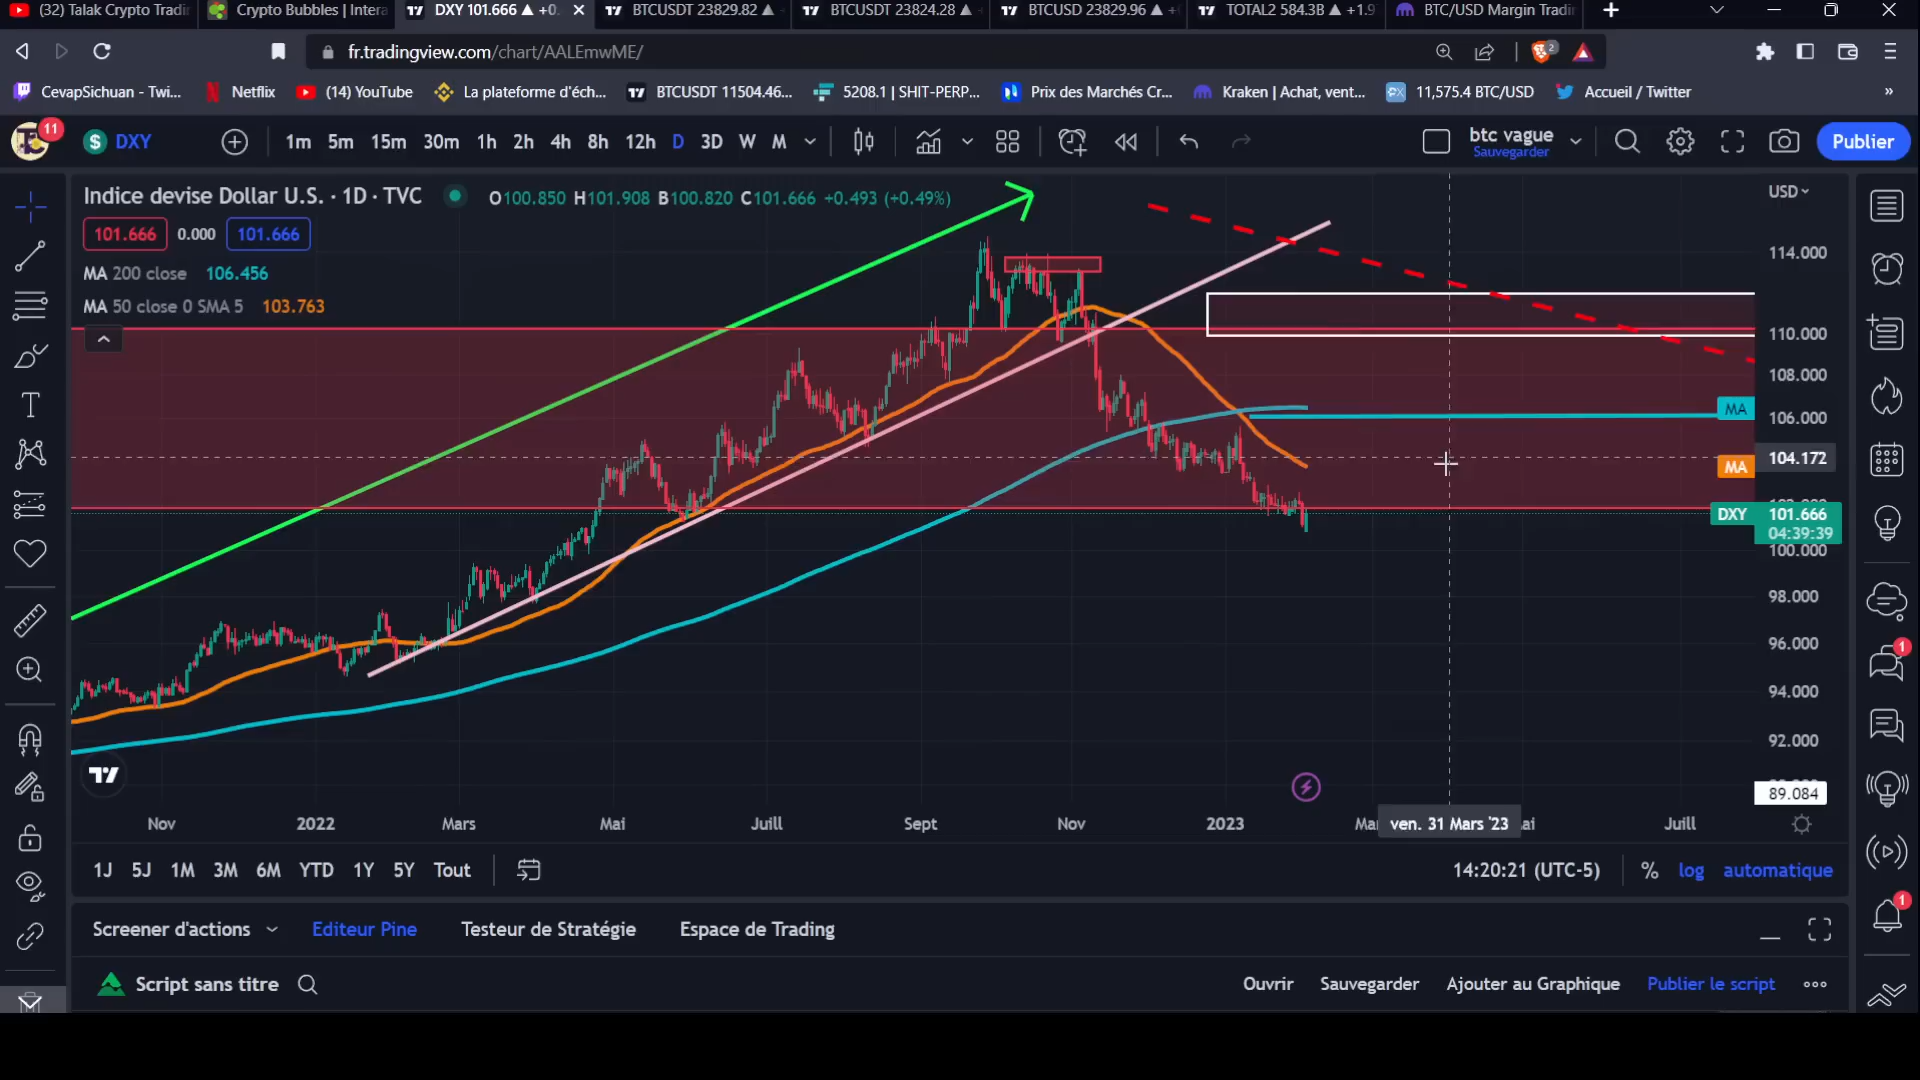 (32) Talak Crypto Tradi
Crypto Bubbles | Intera
DXY 101.666 ▲ +0.
BTCUSDT 23829.82 ▲
BTCUSDT 23824.28 ▲
BTCUSD 23829.96 ▲ +
TOTAL2 584.3B ▲ +1.9
BTC/USD Margin Tradi
fr.tradingview.com/chart/AALEmwME/
2
CevapSichuan - Twi...
Netflix
(14) YouTube
La plateforme d'éch...
BTCUSDT 11504.46...
5208.1 | SHIT-PERP...
Prix des Marchés Cr...
Kraken | Achat, vent...
11,575.4 BTC/USD
Accueil / Twitter
»
11
DXY
1m 5m 15m 30m 1h 2h 4h 8h 12h D 3D W M
btc vague
Sauvegarder
Publier
Indice devise Dollar U.S. · 1D · TVC
O100.850 H101.908 B100.820 C101.666 +0.493 (+0.49%)
USD
101.666 0.000 101.666
MA 200 close 106.456
MA 50 close 0 SMA 5 103.763
114.000
110.000
108.000
MA
106.000
104.172
MA
DXY 101.666
04:39:39
100.000
98.000
96.000
94.000
92.000
89.084
Nov 2022 Mars Mai Juill Sept Nov 2023 ven. 31 Mars '23 Juill
1J 5J 1M 3M 6M YTD 1Y 5Y Tout
14:20:21 (UTC-5) % log automatique
Screener d'actions Editeur Pine Testeur de Stratégie Espace de Trading
Script sans titre
Ouvrir Sauvegarder Ajouter au Graphique Publier le script
1
1